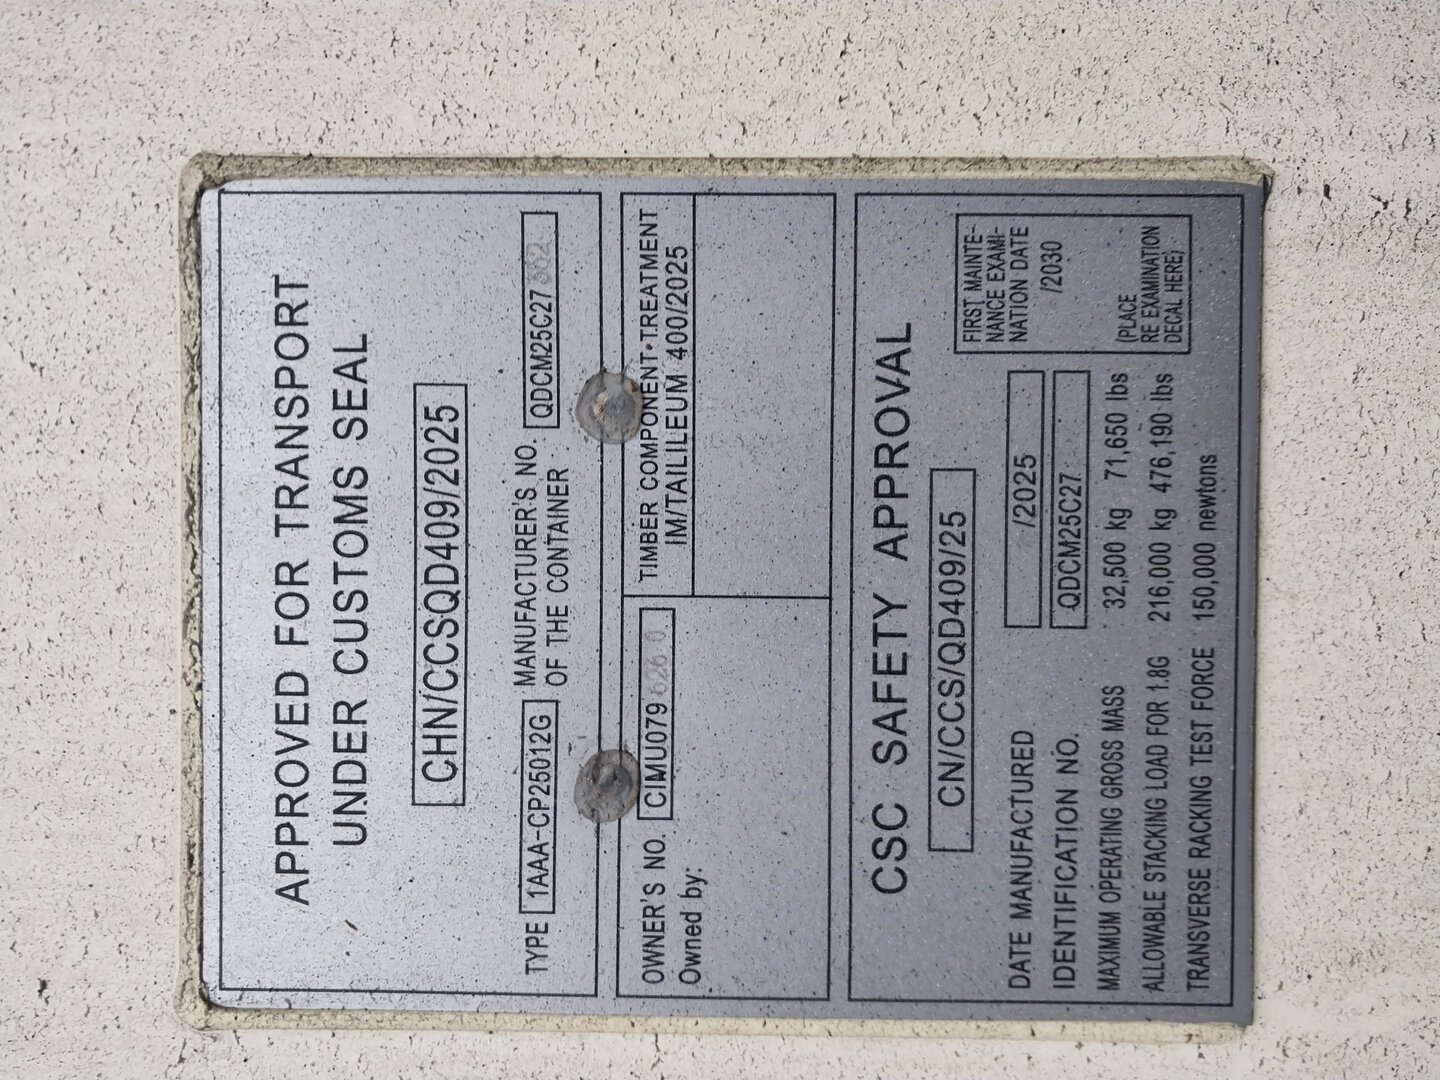 APPROVED FOR TRANSPORT
UNDER CUSTOMS SEAL
CHN/CCSQD409/2025
TYPE 1AAA-CP25012G MANUFACTURER'S NO. OF THE CONTAINER QDCM25C27
OWNER'S NO. CIMU079 626 0
Owned by:
TIMBER COMPONENT TREATMENT
IM/TAILILEUM 400/2025
CSC SAFETY APPROVAL
CN/CCS/QD409/25
DATE MANUFACTURED /2025
IDENTIFICATION NO. QDCM25C27
MAXIMUM OPERATING GROSS MASS 32,500 kg 71,650 lbs
ALLOWABLE STACKING LOAD FOR 1.8G 216,000 kg 476,190 lbs
TRANSVERSE RACKING TEST FORCE 150,000 newtons
FIRST MAINTE-
NANCE EXAMI-
NATION DATE
/2030
(PLACE
RE EXAMINATION
DECAL HERE)